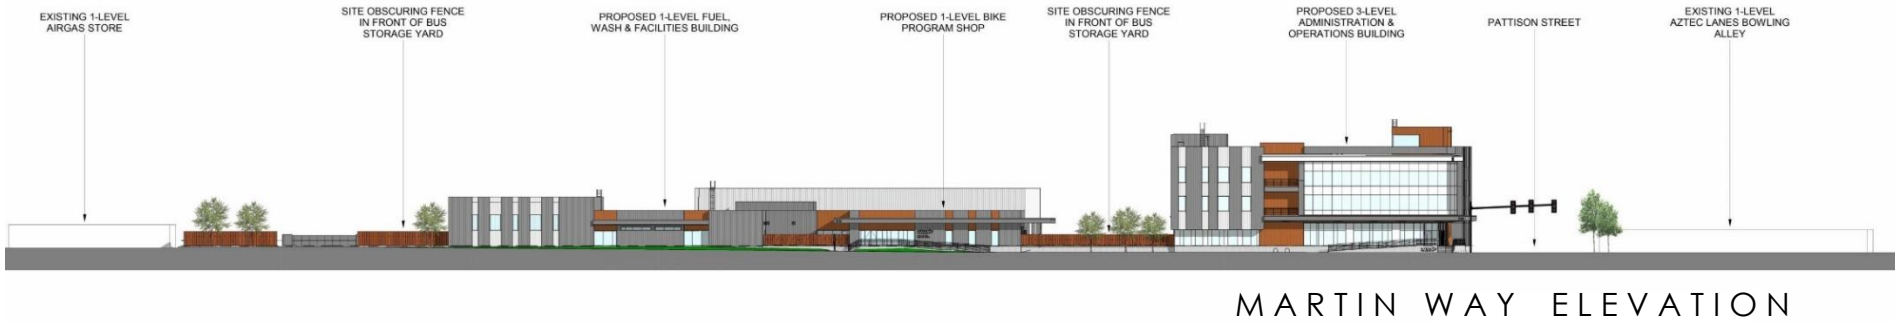 EXISTING 1-LEVEL
AIRGAS STORE
SITE OBSCURING FENCE
IN FRONT OF BUS
STORAGE YARD
PROPOSED 1-LEVEL FUEL,
WASH & FACILITIES BUILDING
PROPOSED 1-LEVEL BIKE
PROGRAM SHOP
SITE OBSCURING FENCE
IN FRONT OF BUS
STORAGE YARD
PROPOSED 3-LEVEL
ADMINISTRATION &
OPERATIONS BUILDING
PATTISON STREET
EXISTING 1-LEVEL
AZTEC LANES BOWLING
ALLEY
MARTIN WAY ELEVATION